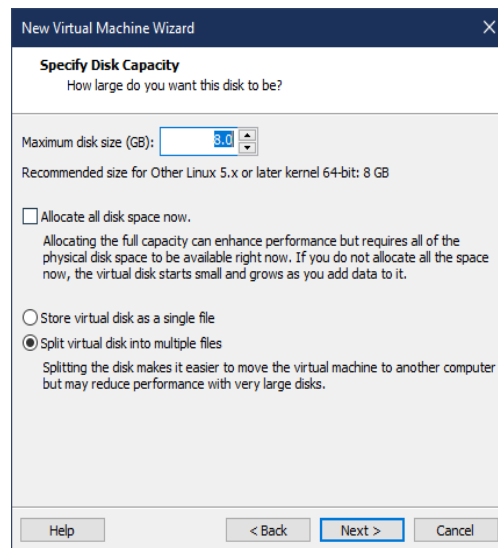 New Virtual Machine Wizard
Specify Disk Capacity
How large do you want this disk to be?
Maximum disk size (GB): 8.0
Recommended size for Other Linux 5.x or later kernel 64-bit: 8 GB
Allocate all disk space now.
Allocating the full capacity can enhance performance but requires all of the
physical disk space to be available right now. If you do not allocate all the space
now, the virtual disk starts small and grows as you add data to it.
Store virtual disk as a single file
Split virtual disk into multiple files
Splitting the disk makes it easier to move the virtual machine to another computer
but may reduce performance with very large disks.
Help < Back Next > Cancel